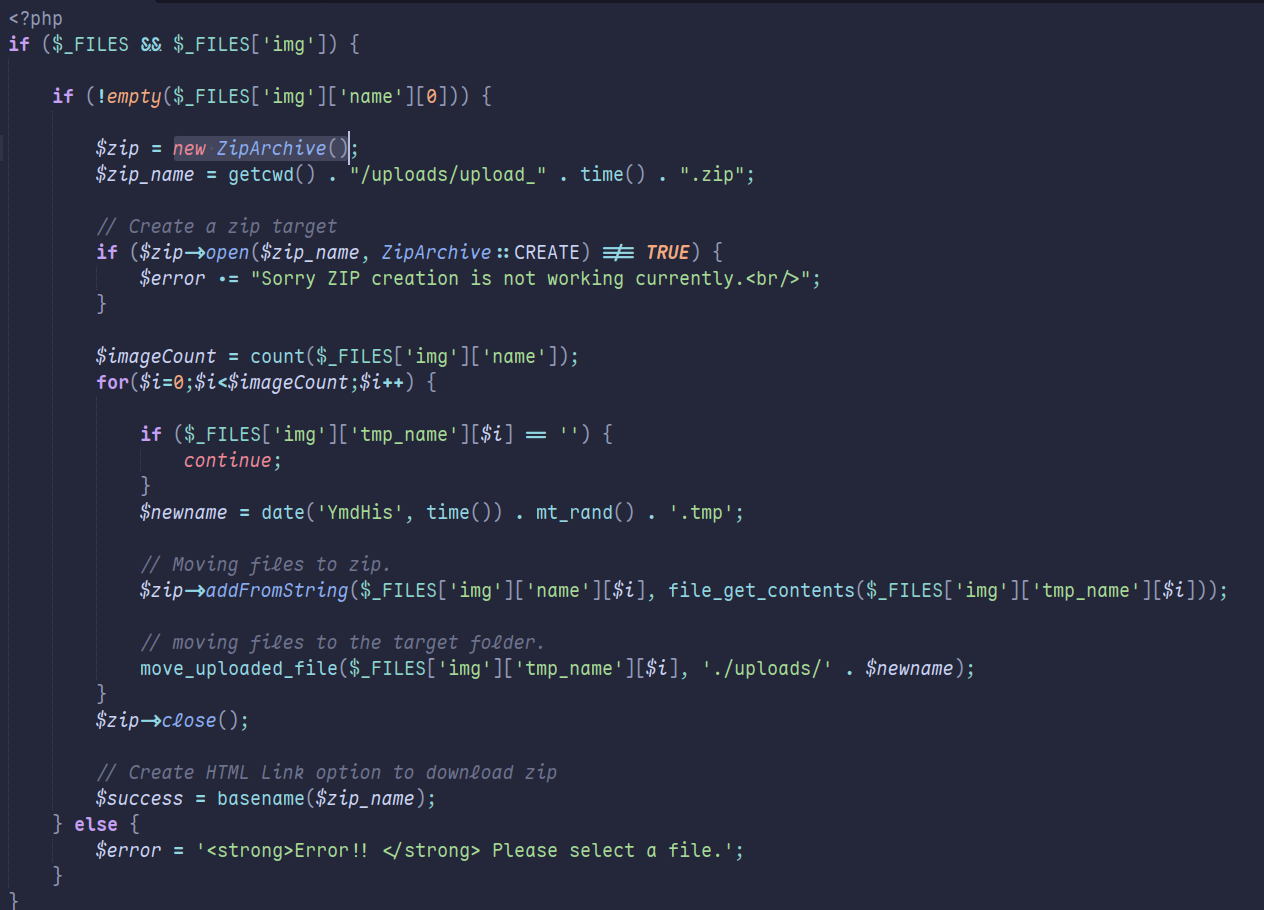 <?php
if ($_FILES && $_FILES['img']) {
if (!empty($_FILES['img']['name'][0])) {
$zip = new ZipArchive();
$zip_name = getcwd() . "/uploads/upload_" . time() . ".zip";
// Create a zip target
if ($zip->open($zip_name, ZipArchive::CREATE) !== TRUE) {
$error .= "Sorry ZIP creation is not working currently.<br/>";
}
$imageCount = count($_FILES['img']['name']);
for($i=0;$i<$imageCount;$i++) {
if ($_FILES['img']['tmp_name'][$i] == '') {
continue;
}
$newname = date('YmdHis', time()) . mt_rand() . '.tmp';
// Moving files to zip.
$zip->addFromString($_FILES['img']['name'][$i], file_get_contents($_FILES['img']['tmp_name'][$i]));
// moving files to the target folder.
move_uploaded_file($_FILES['img']['tmp_name'][$i], './uploads/' . $newname);
}
$zip->close();
// Create HTML Link option to download zip
$success = basename($zip_name);
} else {
$error = '<strong>Error!! </strong> Please select a file.';
}
}